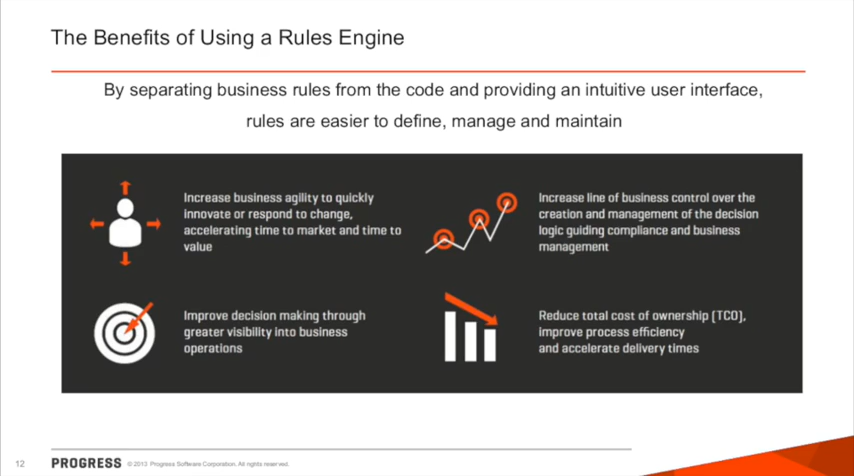 The Benefits of Using a Rules Engine
By separating business rules from the code and providing an intuitive user interface,
rules are easier to define, manage and maintain
Increase business agility to quickly
innovate or respond to change,
accelerating time to market and time to
value
Increase line of business control over the
creation and management of the decision
logic guiding compliance and business
management
Improve decision making through
greater visibility into business
operations
Reduce total cost of ownership (TCO),
improve process efficiency
and accelerate delivery times
12
PROGRESS © 2013 Progress Software Corporation. All rights reserved.